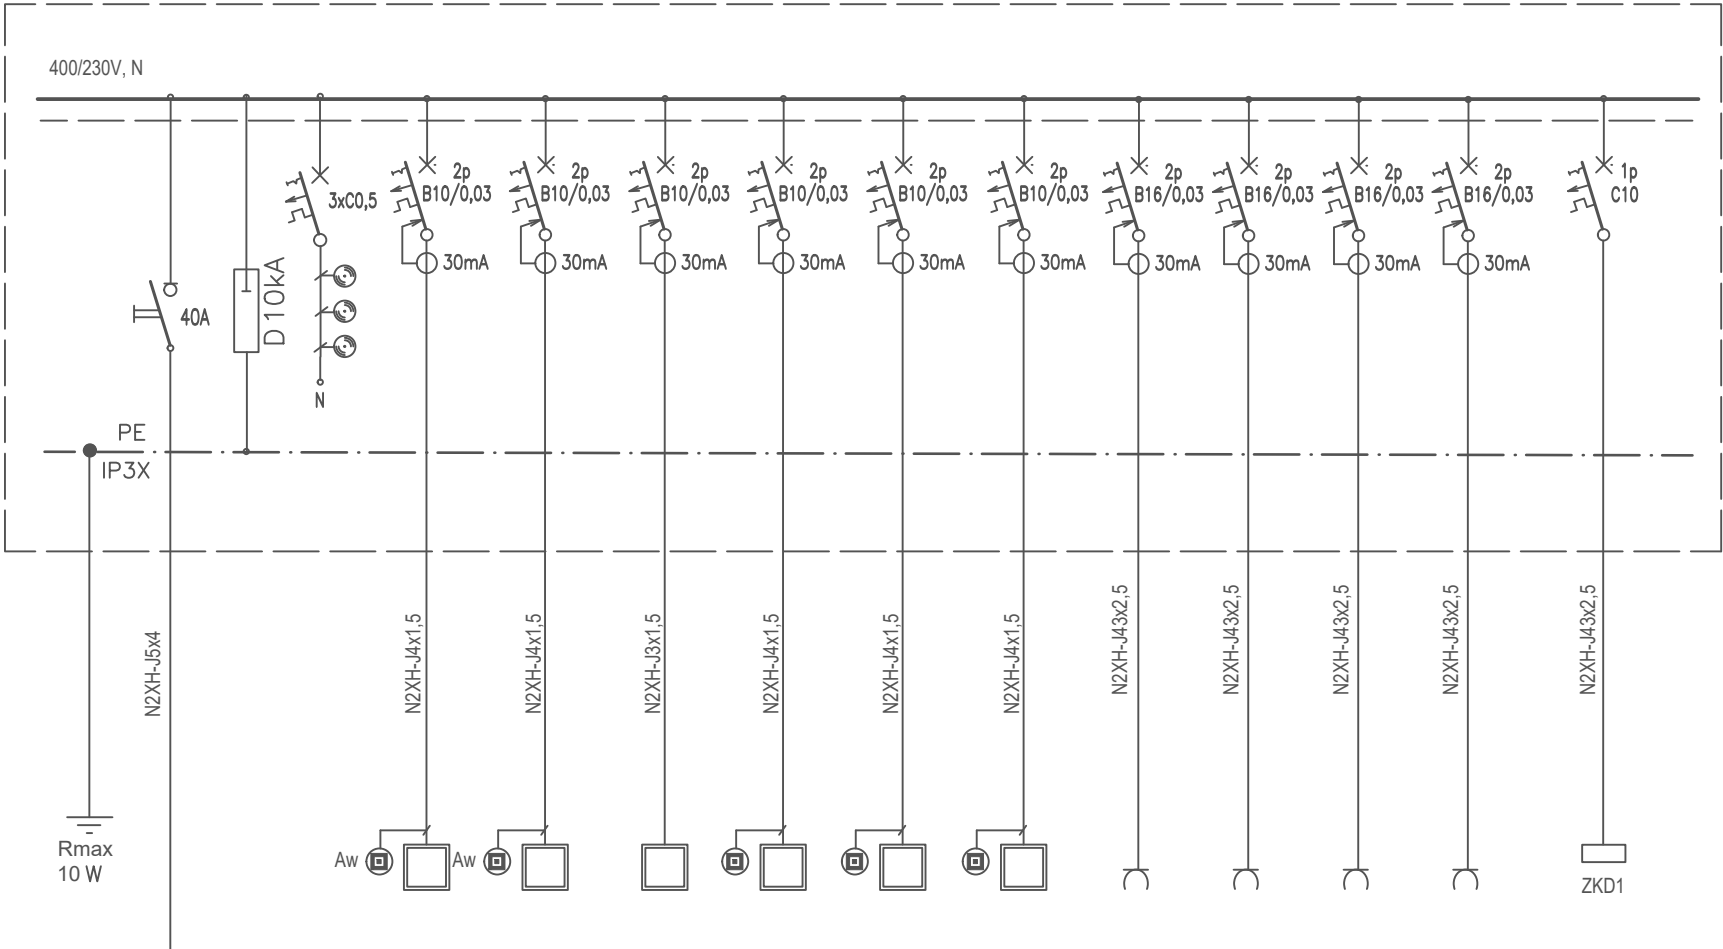 400/230V, N
2p
2p
2p
2p
2p
2p
2p
2p
2p
2p
1p
3xC0,5
B10/0,03
B10/0,03
B10/0,03
B10/0,03
B10/0,03
B10/0,03
B16/0,03
B16/0,03
B16/0,03
B16/0,03
C10
30mA
30mA
30mA
30mA
30mA
30mA
30mA
30mA
30mA
30mA
40A
D 10kA
N
PE
IP3X
N2XH-J5x4
N2XH-J4x1,5
N2XH-J4x1,5
N2XH-J3x1,5
N2XH-J4x1,5
N2XH-J4x1,5
N2XH-J4x1,5
N2XH-J43x2,5
N2XH-J43x2,5
N2XH-J43x2,5
N2XH-J43x2,5
N2XH-J43x2,5
Rmax
10 W
Aw
Aw
ZKD1